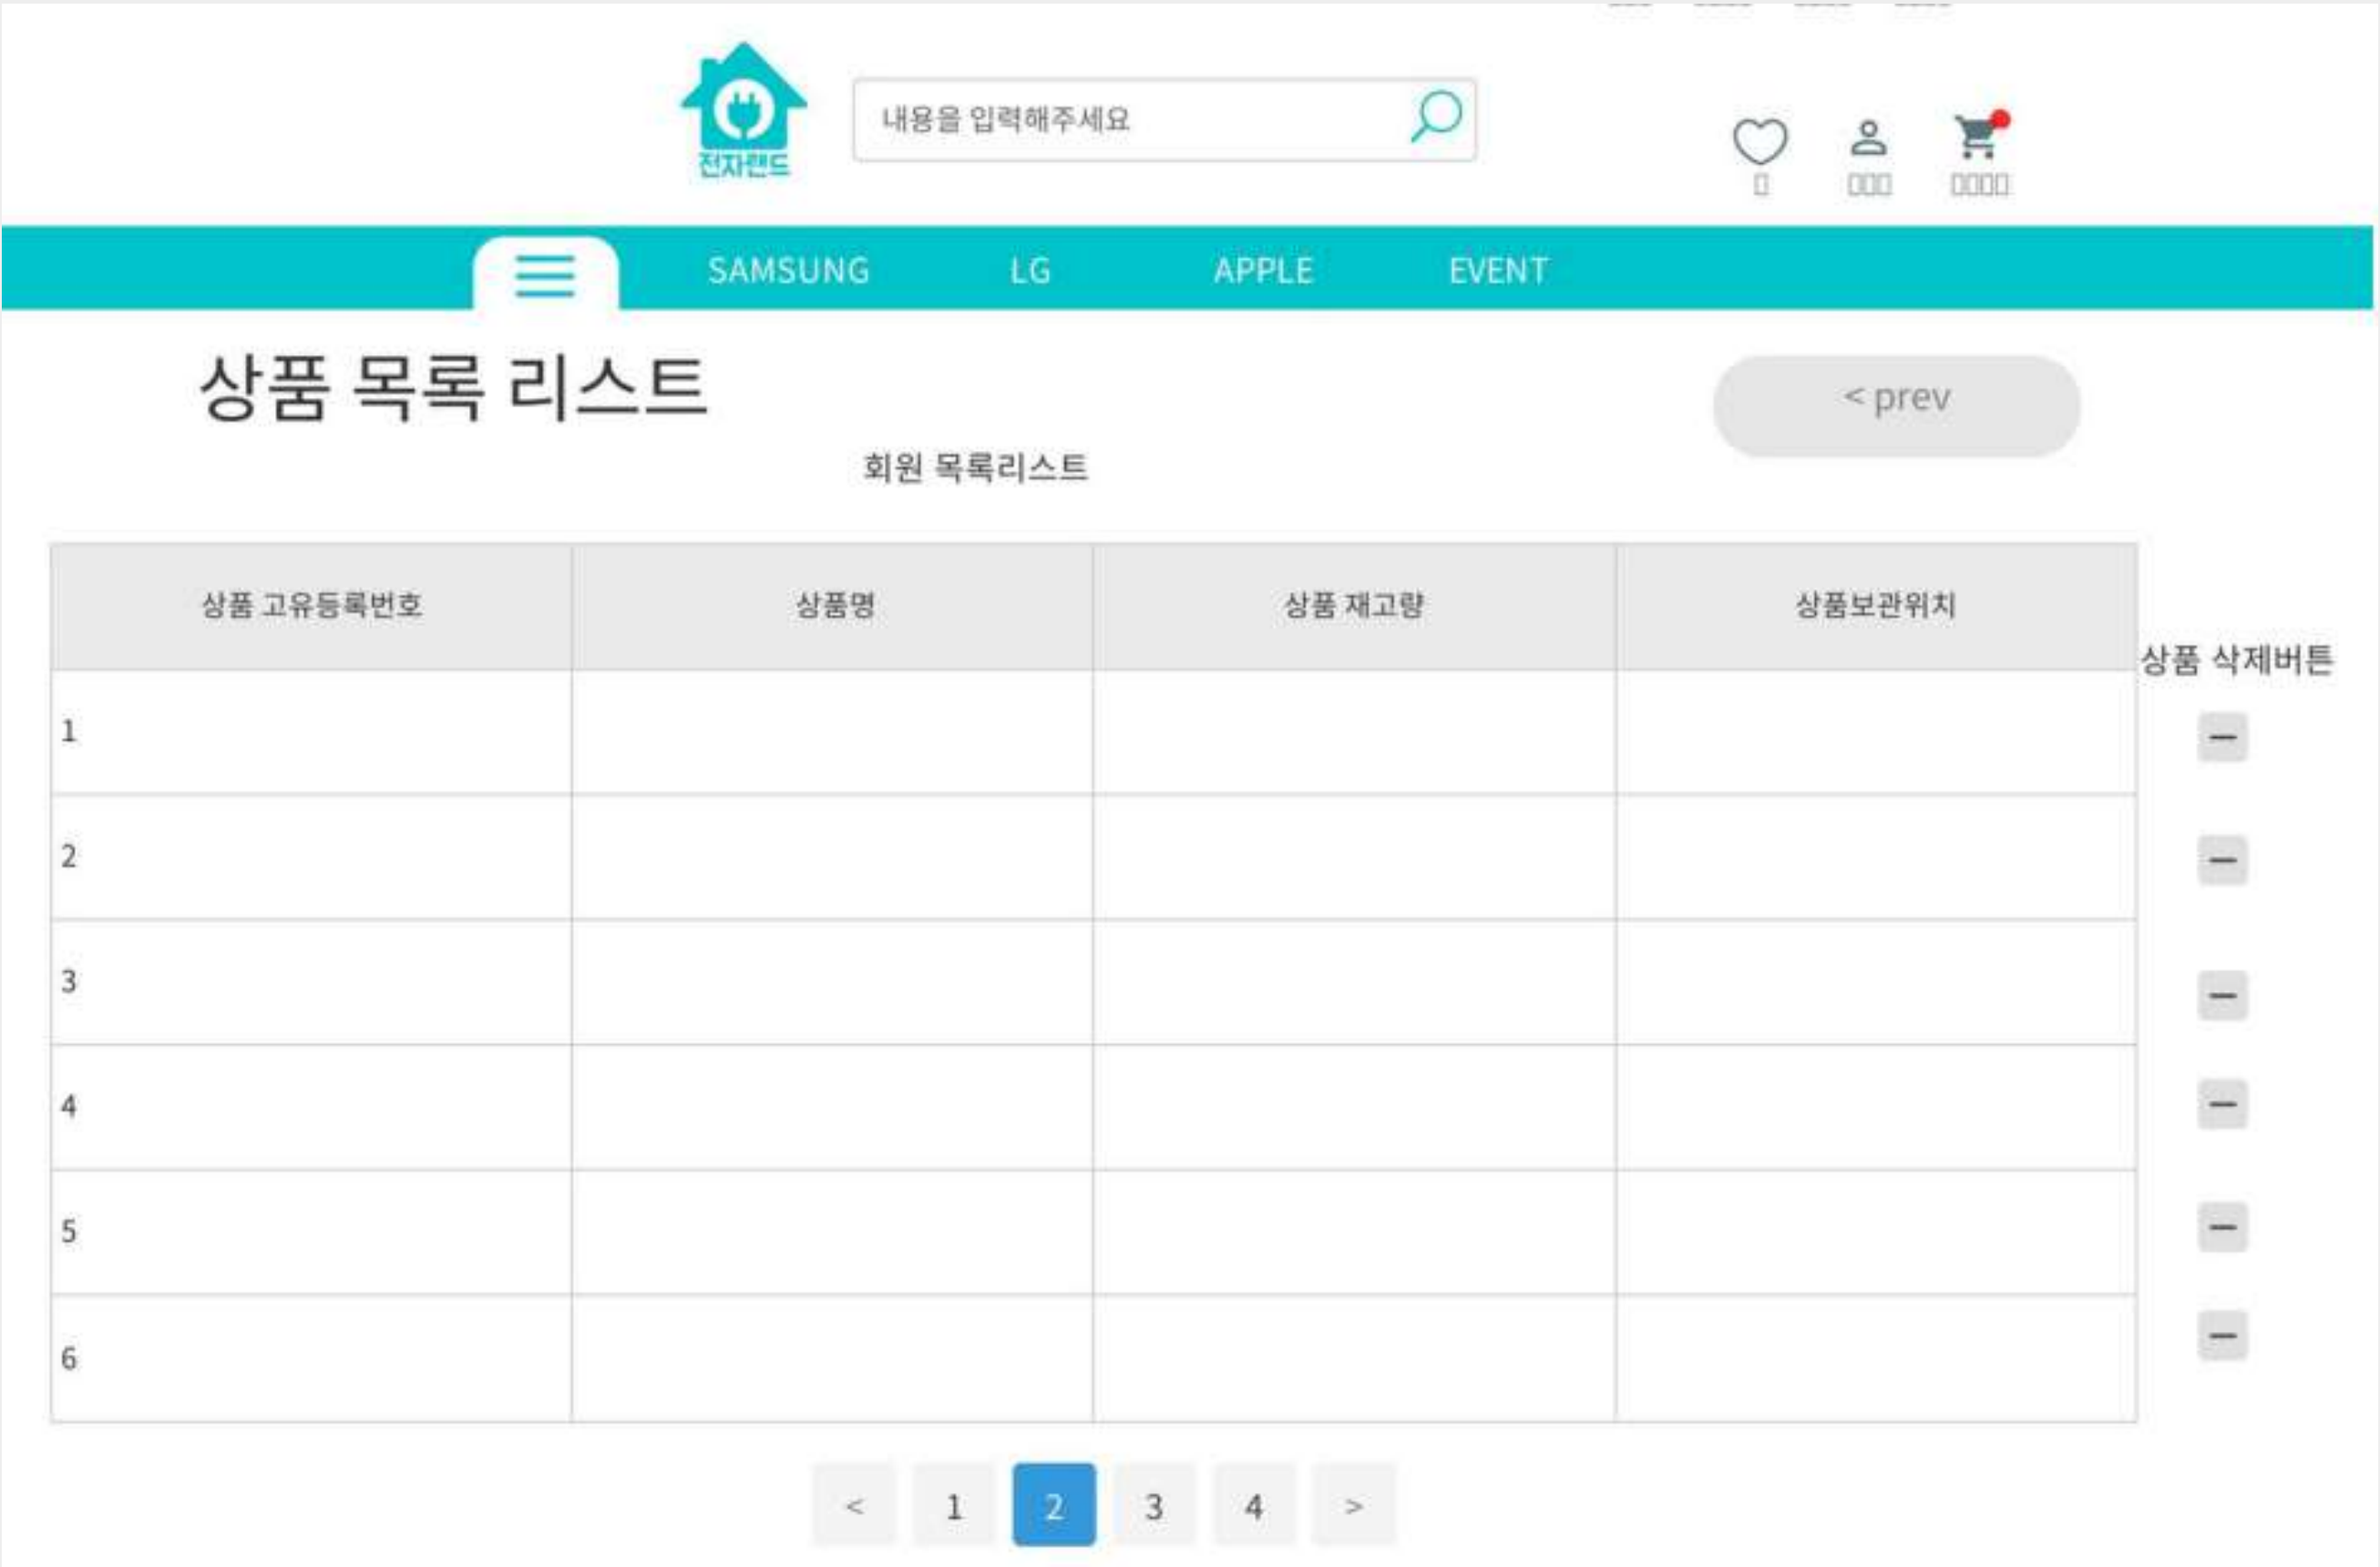 내용을 입력해주세요
전자랜드
SAMSUNG LG APPLE EVENT
상품 목록 리스트
< prev
회원 목록리스트
상품 고유등록번호 상품명 상품 재고량 상품보관위치
상품 삭제버튼
1
2
3
4
5
6
< 1 2 3 4 >